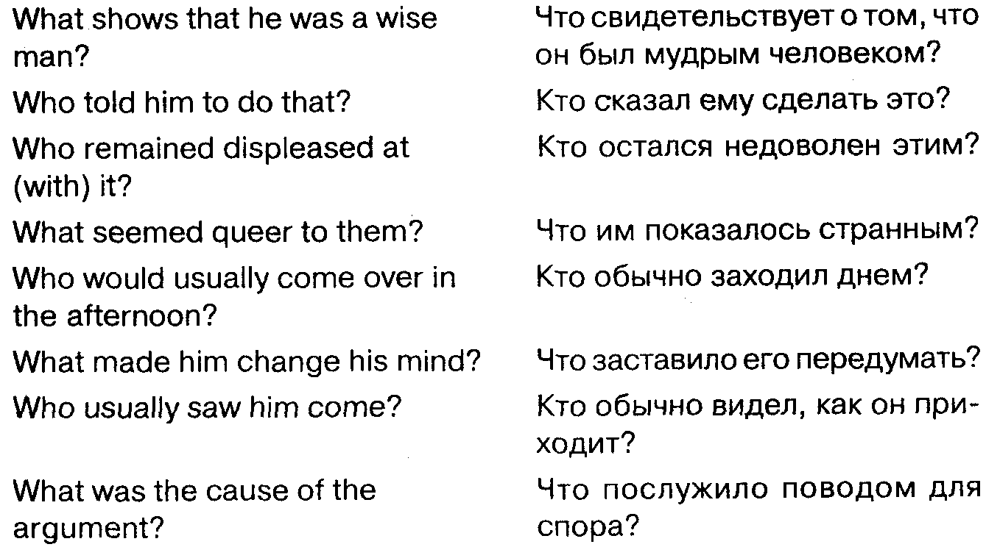 What shows that he was a wise
man?
Что свидетельствует о том, что
он был мудрым человеком?
Who told him to do that?
Кто сказал ему сделать это?
Who remained displeased at
(with) it?
Кто остался недоволен этим?
What seemed queer to them?
Что им показалось странным?
Who would usually come over in
the afternoon?
Кто обычно заходил днем?
What made him change his mind?
Что заставило его передумать?
Who usually saw him come?
Кто обычно видел, как он при-
ходит?
What was the cause of the
argument?
Что послужило поводом для
спора?